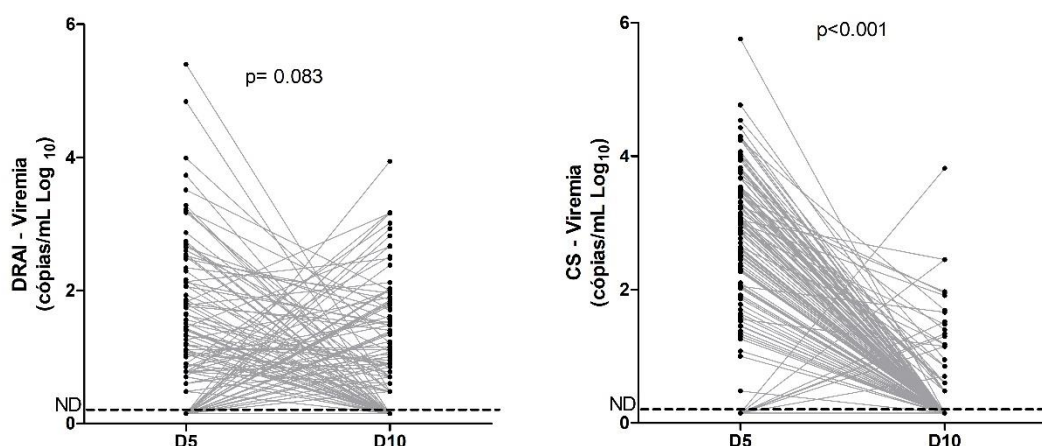 6
p= 0.083
4
2
ND
0
D5 D10
DRAI - Viremia
(cópias/mL Log 10)
6
p<0.001
4
2
ND
0
D5 D10
CS - Viremia
(cópias/mL Log10)